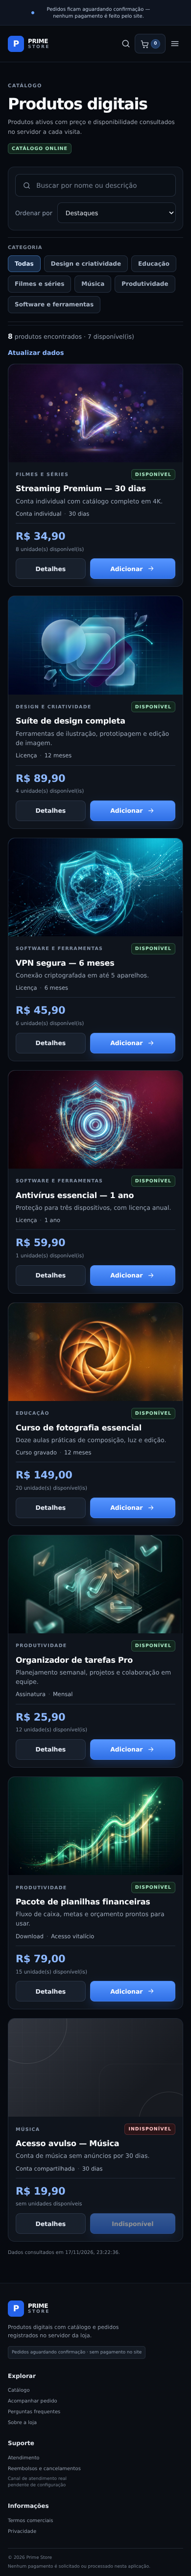 Pedidos ficam aguardando confirmação —
nenhum pagamento é feito pelo site.
P
PRIME
STORE
0
CATÁLOGO
Produtos digitais
Produtos ativos com preço e disponibilidade consultados
no servidor a cada visita.
CATÁLOGO ONLINE
Buscar por nome ou descrição
Ordenar por
Destaques
CATEGORIA
Todas
Design e criatividade
Educação
Filmes e séries
Música
Produtividade
Software e ferramentas
8 produtos encontrados · 7 disponível(is)
Atualizar dados
FILMES E SÉRIES
DISPONÍVEL
Streaming Premium — 30 dias
Conta individual com catálogo completo em 4K.
Conta individual · 30 dias
R$ 34,90
8 unidade(s) disponível(is)
Detalhes
Adicionar →
DESIGN E CRIATIVIDADE
DISPONÍVEL
Suíte de design completa
Ferramentas de ilustração, prototipagem e edição
de imagem.
Licença · 12 meses
R$ 89,90
4 unidade(s) disponível(is)
Detalhes
Adicionar →
SOFTWARE E FERRAMENTAS
DISPONÍVEL
VPN segura — 6 meses
Conexão criptografada em até 5 aparelhos.
Licença · 6 meses
R$ 45,90
6 unidade(s) disponível(is)
Detalhes
Adicionar →
SOFTWARE E FERRAMENTAS
DISPONÍVEL
Antivírus essencial — 1 ano
Proteção para três dispositivos, com licença anual.
Licença · 1 ano
R$ 59,90
1 unidade(s) disponível(is)
Detalhes
Adicionar →
EDUCAÇÃO
DISPONÍVEL
Curso de fotografia essencial
Doze aulas práticas de composição, luz e edição.
Curso gravado · 12 meses
R$ 149,00
20 unidade(s) disponível(is)
Detalhes
Adicionar →
PRODUTIVIDADE
DISPONÍVEL
Organizador de tarefas Pro
Planejamento semanal, projetos e colaboração em
equipe.
Assinatura · Mensal
R$ 25,90
12 unidade(s) disponível(is)
Detalhes
Adicionar →
PRODUTIVIDADE
DISPONÍVEL
Pacote de planilhas financeiras
Fluxo de caixa, metas e orçamento prontos para
usar.
Download · Acesso vitalício
R$ 79,00
15 unidade(s) disponível(is)
Detalhes
Adicionar →
MÚSICA
INDISPONÍVEL
Acesso avulso — Música
Conta de música sem anúncios por 30 dias.
Conta compartilhada · 30 dias
R$ 19,90
sem unidades disponíveis
Detalhes
Indisponível
Dados consultados em 17/11/2026, 23:22:36.
P
PRIME
STORE
Produtos digitais com catálogo e pedidos
registrados no servidor da loja.
Pedidos aguardando confirmação · sem pagamento no site
Explorar
Catálogo
Acompanhar pedido
Perguntas frequentes
Sobre a loja
Suporte
Atendimento
Reembolsos e cancelamentos
Canal de atendimento real
pendente de configuração
Informações
Termos comerciais
Privacidade
© 2026 Prime Store
Nenhum pagamento é solicitado ou processado nesta aplicação.